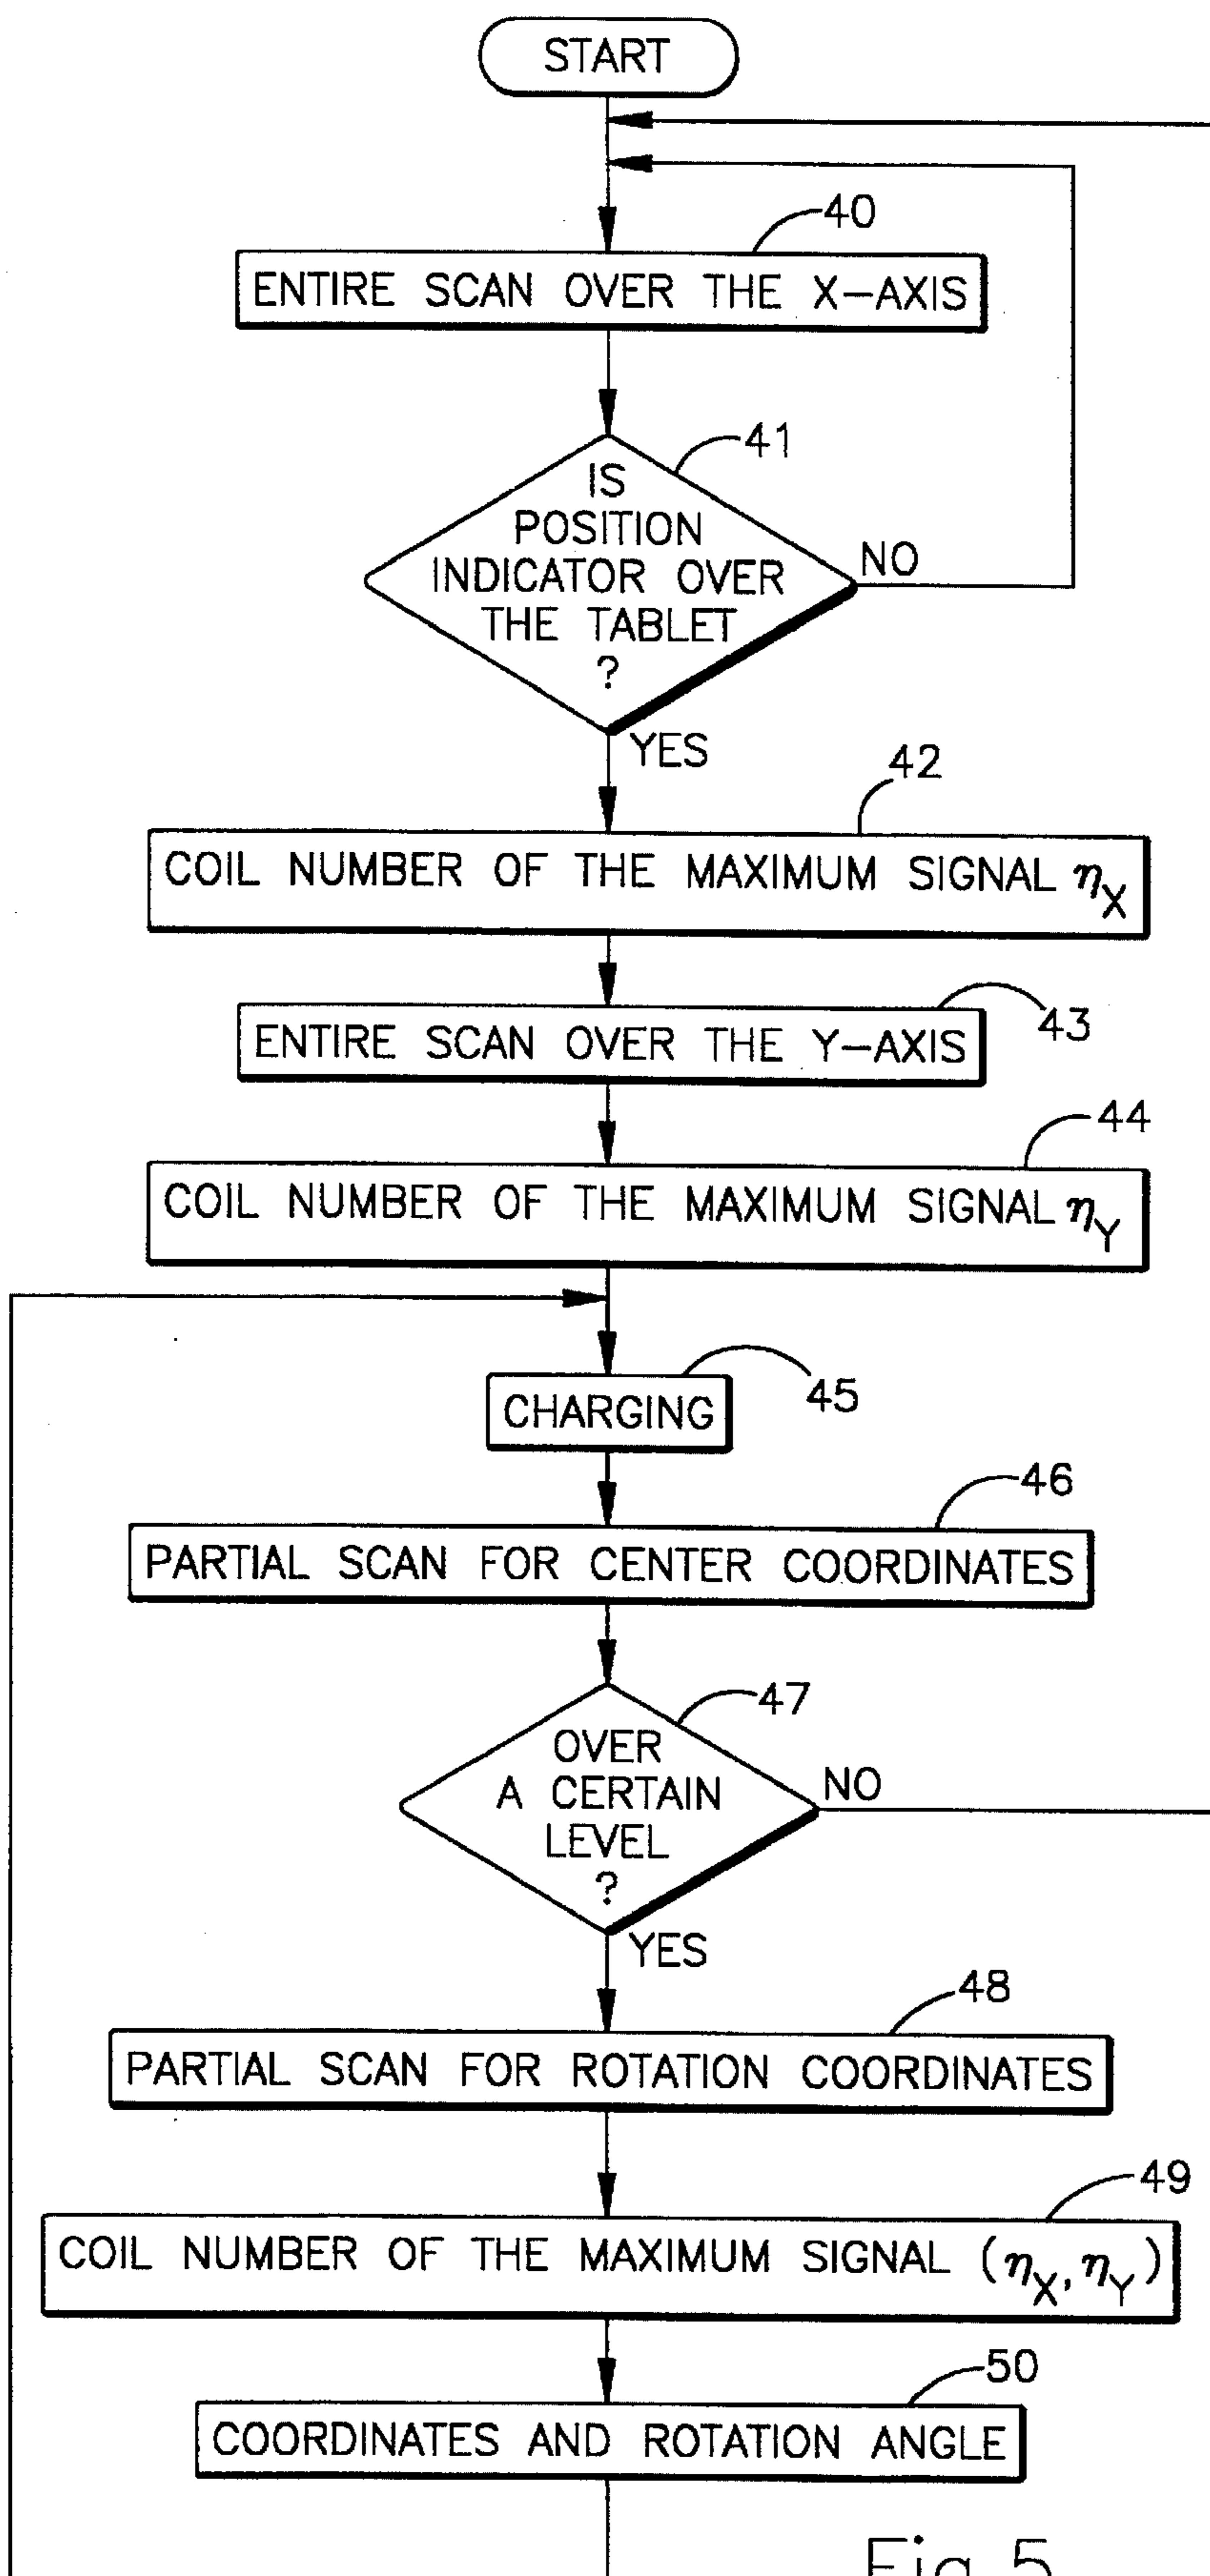 START
40
ENTIRE SCAN OVER THE X-AXIS
41
IS
POSITION
INDICATOR OVER
THE TABLET
?
NO
YES
42
COIL NUMBER OF THE MAXIMUM SIGNAL ηX
43
ENTIRE SCAN OVER THE Y-AXIS
44
COIL NUMBER OF THE MAXIMUM SIGNAL ηY
45
CHARGING
46
PARTIAL SCAN FOR CENTER COORDINATES
47
OVER
A CERTAIN
LEVEL
?
NO
YES
48
PARTIAL SCAN FOR ROTATION COORDINATES
49
COIL NUMBER OF THE MAXIMUM SIGNAL (ηX, ηY)
50
COORDINATES AND ROTATION ANGLE
Fig. 5